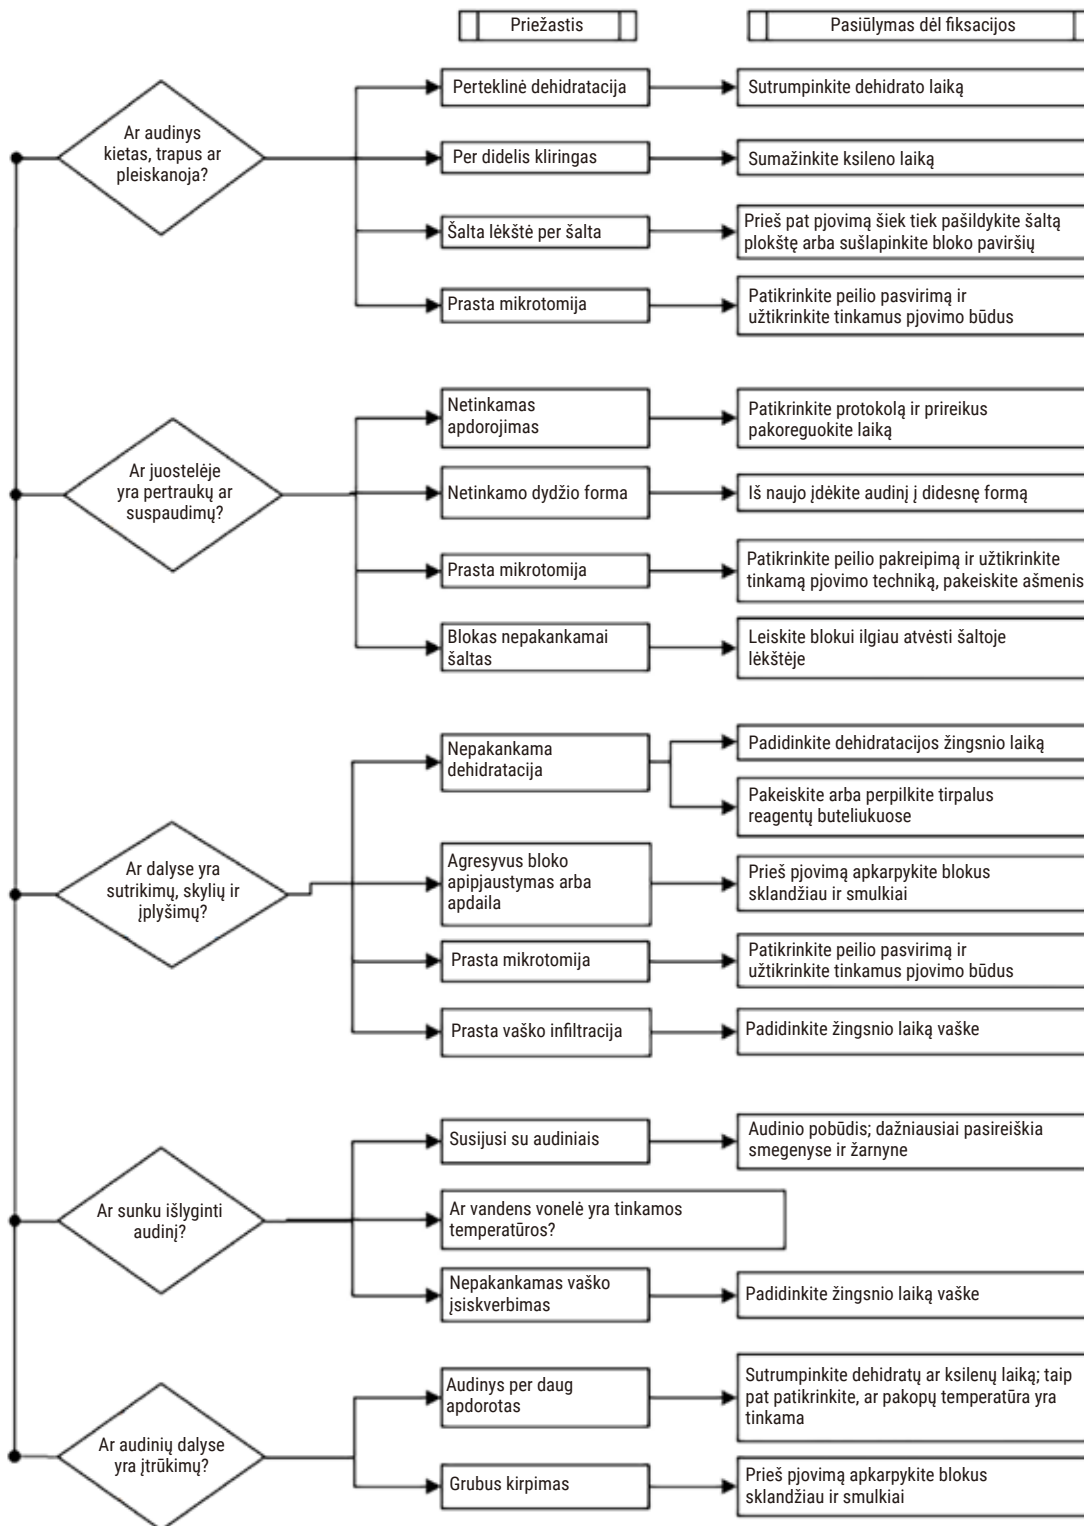 Priežastis
Pasiūlymas dėl fiksacijos
Ar audinys
kietas, trapus ar
pleiskanoja?
Perteklinė dehidratacija
Sutrumpinkite dehidrato laiką
Per didelis kliringas
Sumažinkite ksileno laiką
Šalta lėkštė per šalta
Prieš pat pjovimą šiek tiek pašildykite šaltą
plokštę arba sušlapinkite bloko paviršių
Prasta mikrotomija
Patikrinkite peilio pasvirimą ir
užtikrinkite tinkamus pjovimo būdus
Ar juostelėje
yra pertraukų ar
suspaudimų?
Netinkamas
apdorojimas
Patikrinkite protokolą ir prireikus
pakoreguokite laiką
Netinkamo dydžio forma
Iš naujo įdėkite audinį į didesnę formą
Prasta mikrotomija
Patikrinkite peilio pakreipimą ir užtikrinkite
tinkamą pjovimo techniką, pakeiskite ašmenis
Blokas nepakankamai
šaltas
Leiskite blokui ilgiau atvėsti šaltoje
lėkštėje
Ar dalyse yra
sutrikimų, skylių ir
įplyšimų?
Nepakankama
dehidratacija
Padidinkite dehidratacijos žingsnio laiką
Pakeiskite arba perpilkite tirpalus
reagentų buteliukuose
Agresyvus bloko
apipjaustymas arba
apdaila
Prieš pjovimą apkarpykite blokus
sklandžiau ir smulkiai
Prasta mikrotomija
Patikrinkite peilio pasvirimą ir
užtikrinkite tinkamus pjovimo būdus
Prasta vaško infiltracija
Padidinkite žingsnio laiką vaške
Ar sunku išlyginti
audinį?
Susijusi su audiniais
Audinio pobūdis; dažniausiai pasireiškia
smegenyse ir žarnyne
Ar vandens vonelė yra tinkamos
temperatūros?
Nepakankamas vaško
įsiskverbimas
Padidinkite žingsnio laiką vaške
Ar audinių dalyse
yra įtrūkimų?
Audinys per daug
apdorotas
Sutrumpinkite dehidratų ar ksilenų laiką; taip
pat patikrinkite, ar pakopų temperatūra yra
tinkama
Grubus kirpimas
Prieš pjovimą apkarpykite blokus
sklandžiau ir smulkiai